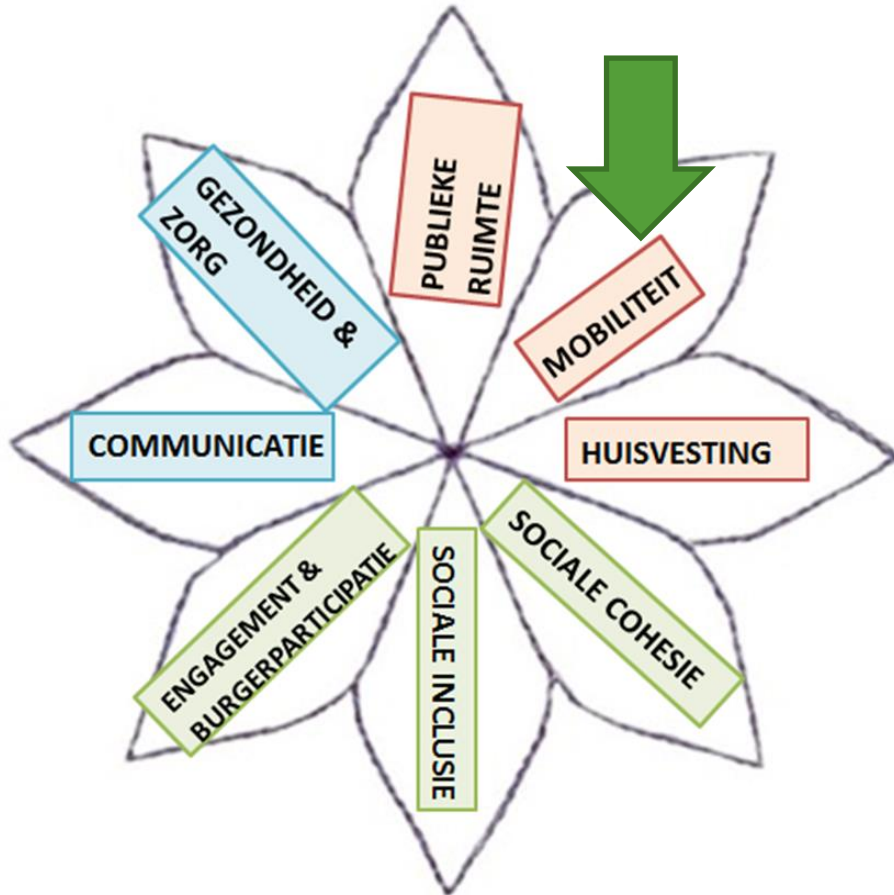 PUBLIEKE
RUIMTE
MOBILITEIT
HUISVESTING
SOCIALE COHESIE
SOCIALE INCLUSIE
ENGAGEMENT &
BURGERPARTICIPATIE
COMMUNICATIE
GEZONDHEID &
ZORG